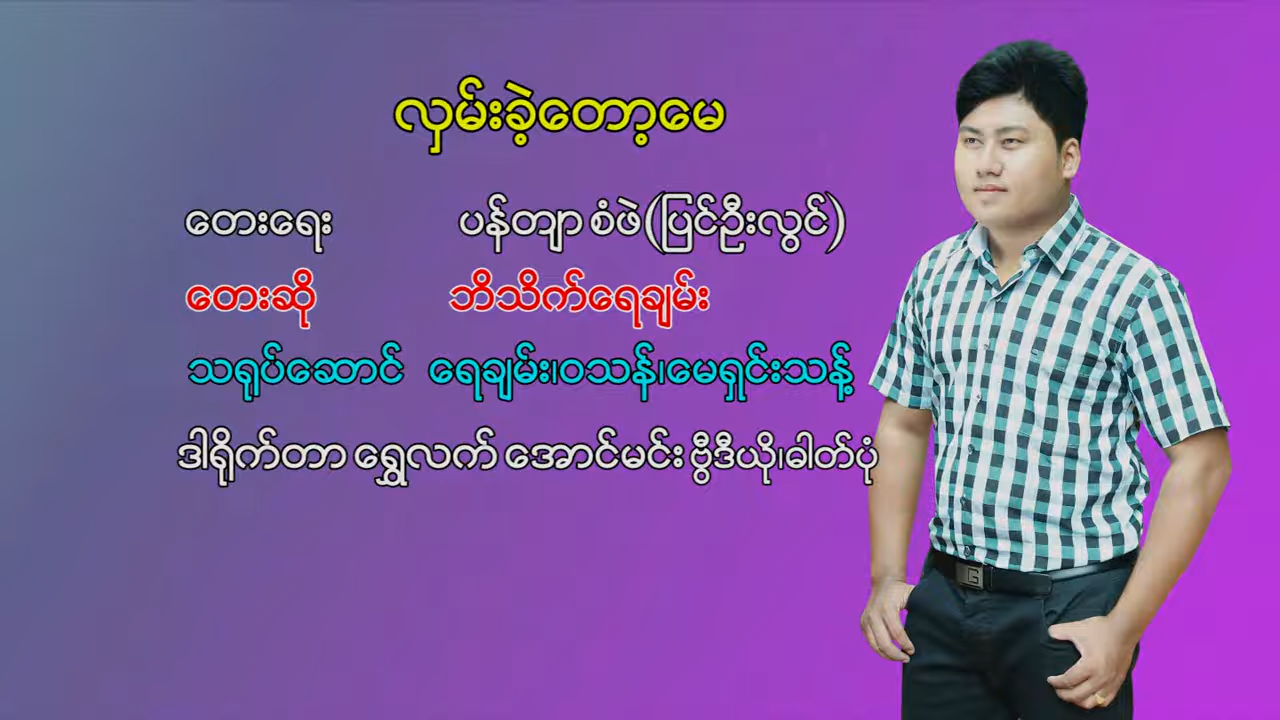 လှမ်းခဲ့တော့မေ
တေးရေး ပန်တျာ စံဖဲ(ပြင်ဦးလွင်)
တေးဆို ဘိသိက်ရေချမ်း
သရုပ်ဆောင် ရေချမ်း၊ဝသန်၊မေရှင်းသန့်
ဒါရိုက်တာ ရွှေလက် အောင်မင်း ဗွီဒီယို၊ဓါတ်ပုံ
G